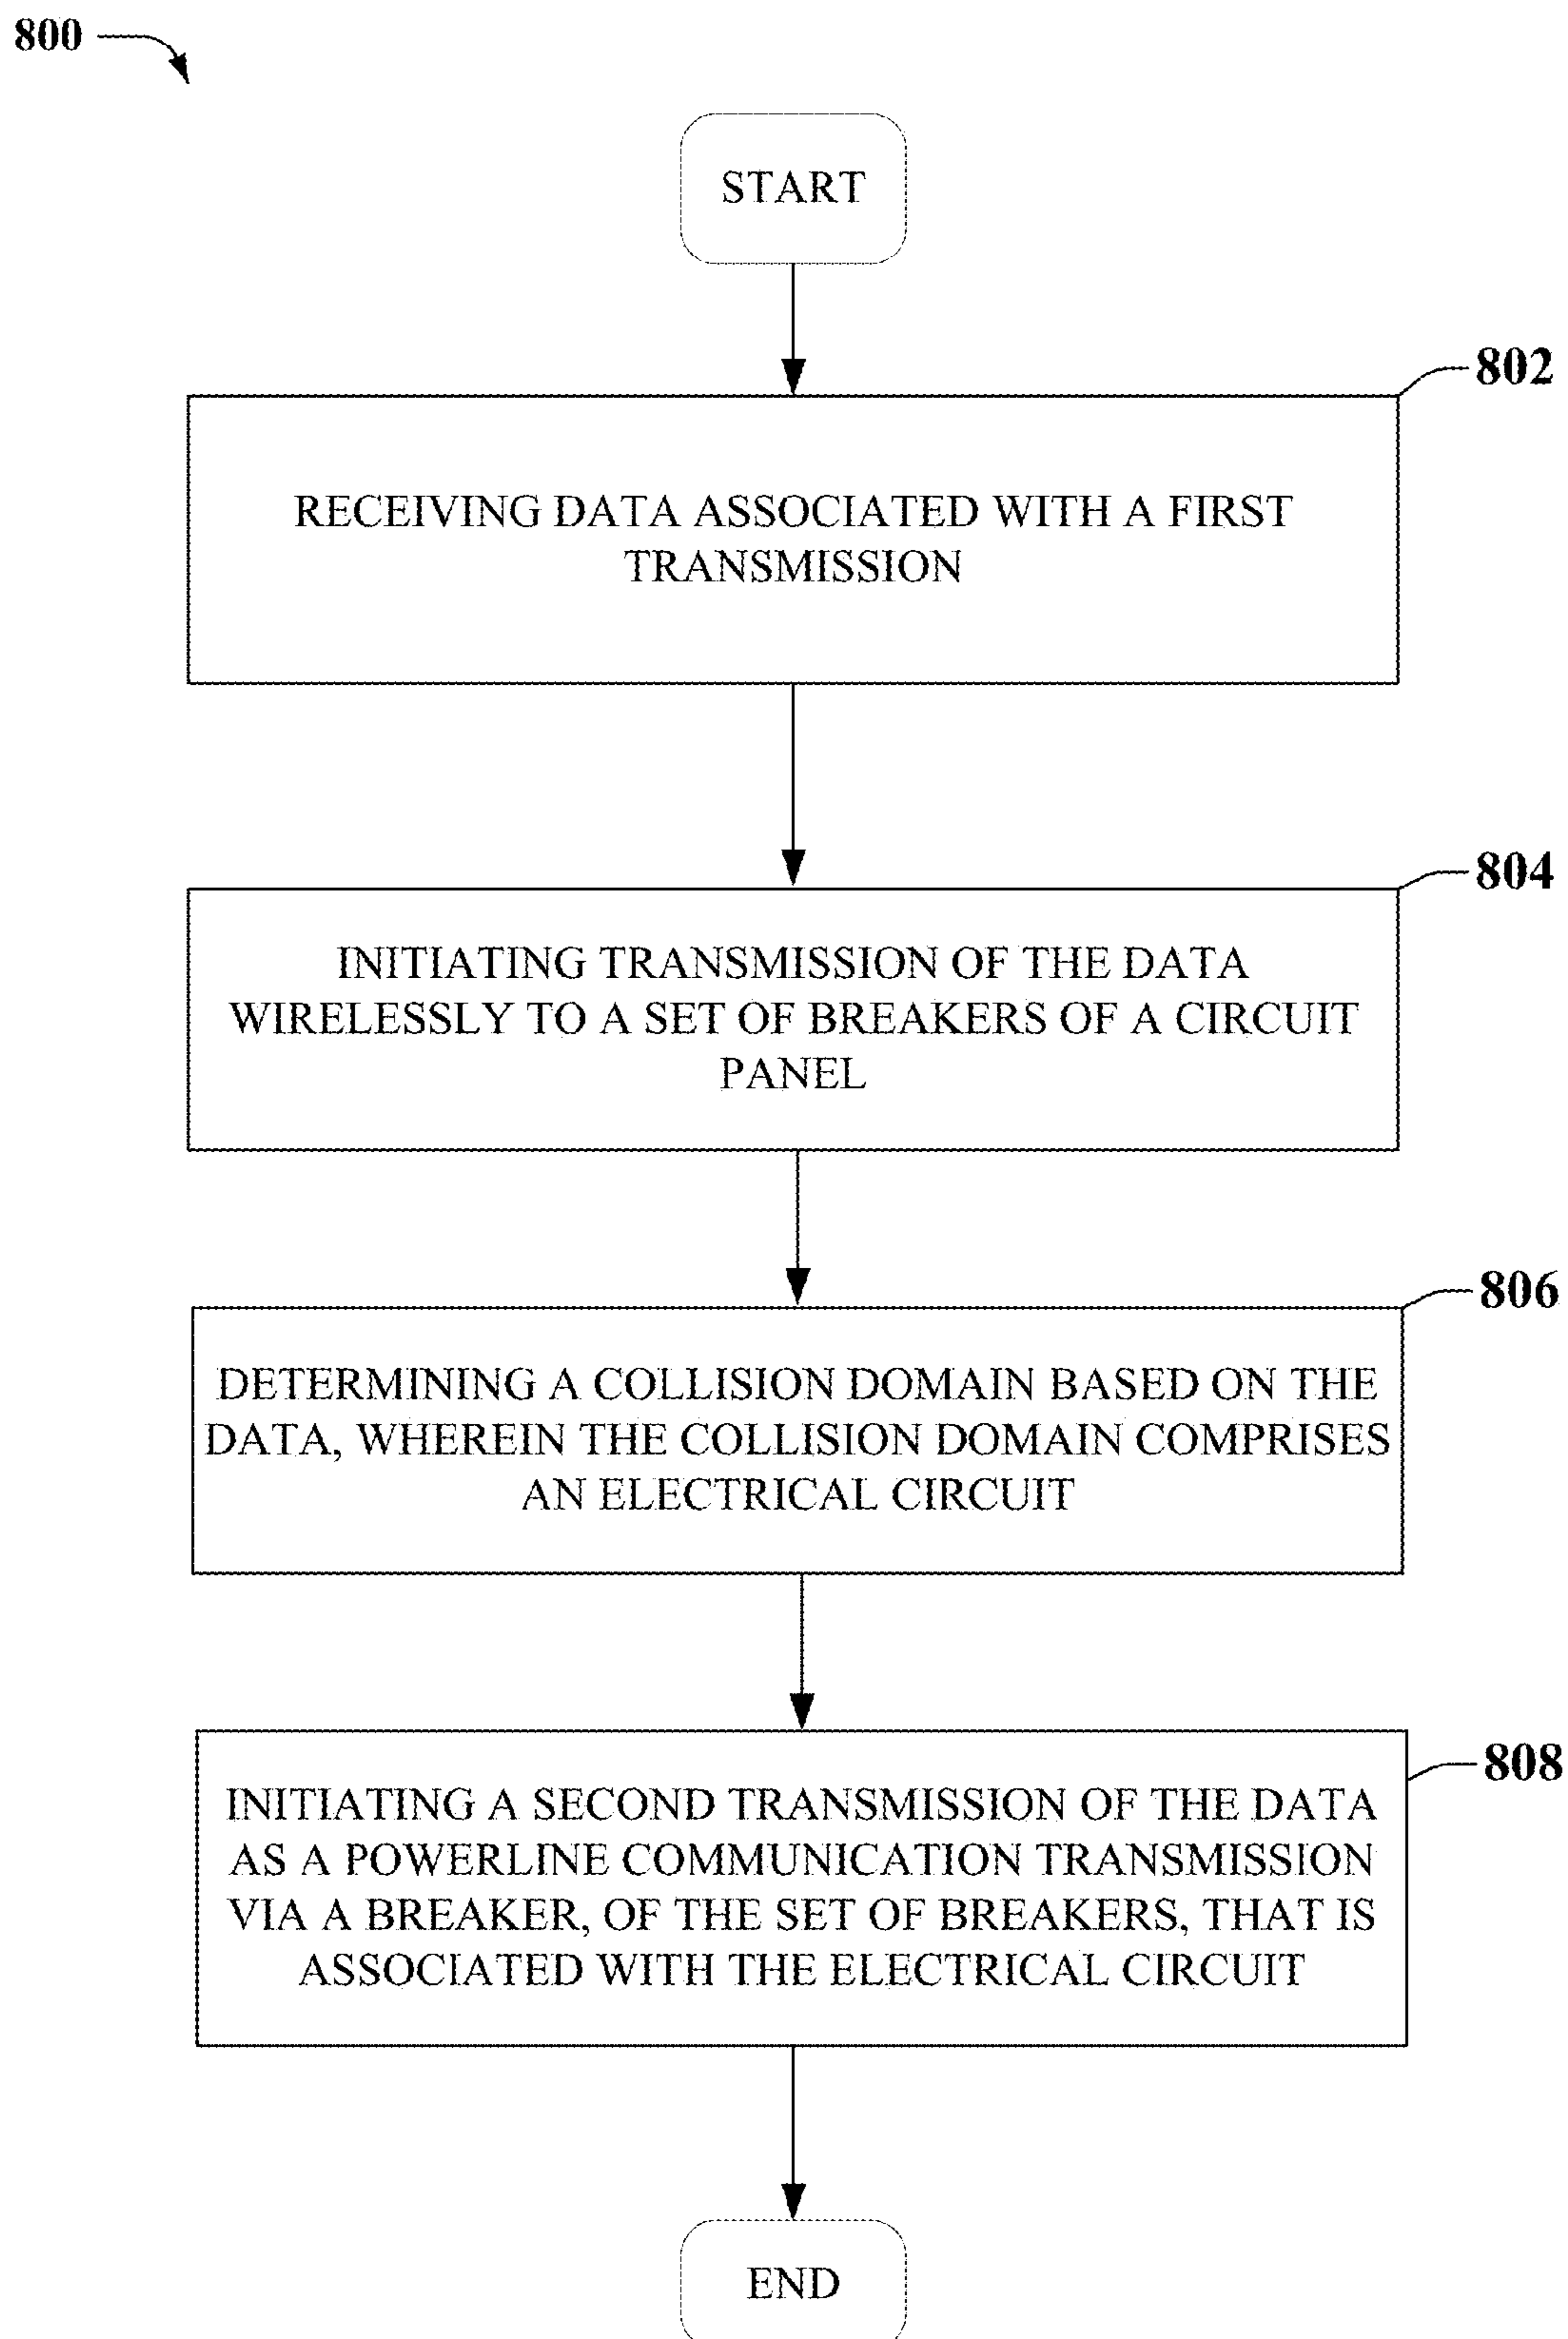 800
START
802
RECEIVING DATA ASSOCIATED WITH A FIRST
TRANSMISSION
804
INITIATING TRANSMISSION OF THE DATA
WIRELESSLY TO A SET OF BREAKERS OF A CIRCUIT
PANEL
806
DETERMINING A COLLISION DOMAIN BASED ON THE
DATA, WHEREIN THE COLLISION DOMAIN COMPRISES
AN ELECTRICAL CIRCUIT
808
INITIATING A SECOND TRANSMISSION OF THE DATA
AS A POWERLINE COMMUNICATION TRANSMISSION
VIA A BREAKER, OF THE SET OF BREAKERS, THAT IS
ASSOCIATED WITH THE ELECTRICAL CIRCUIT
END